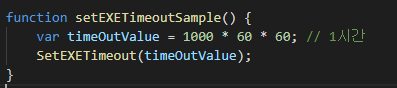 function setEXETimeoutSample() {
    var timeOutValue = 1000 * 60 * 60; // 1시간
    SetEXETimeout(timeOutValue);
}